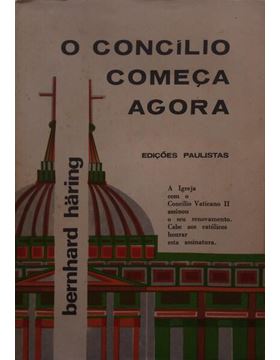 O CONCÍLIO
COMEÇA
AGORA
EDIÇÕES PAULISTAS
A Igreja
com o
Concílio Vaticano II
assinou
o seu renovamento.
Cabe aos católicos
honrar
esta assinatura.
bernhard häring